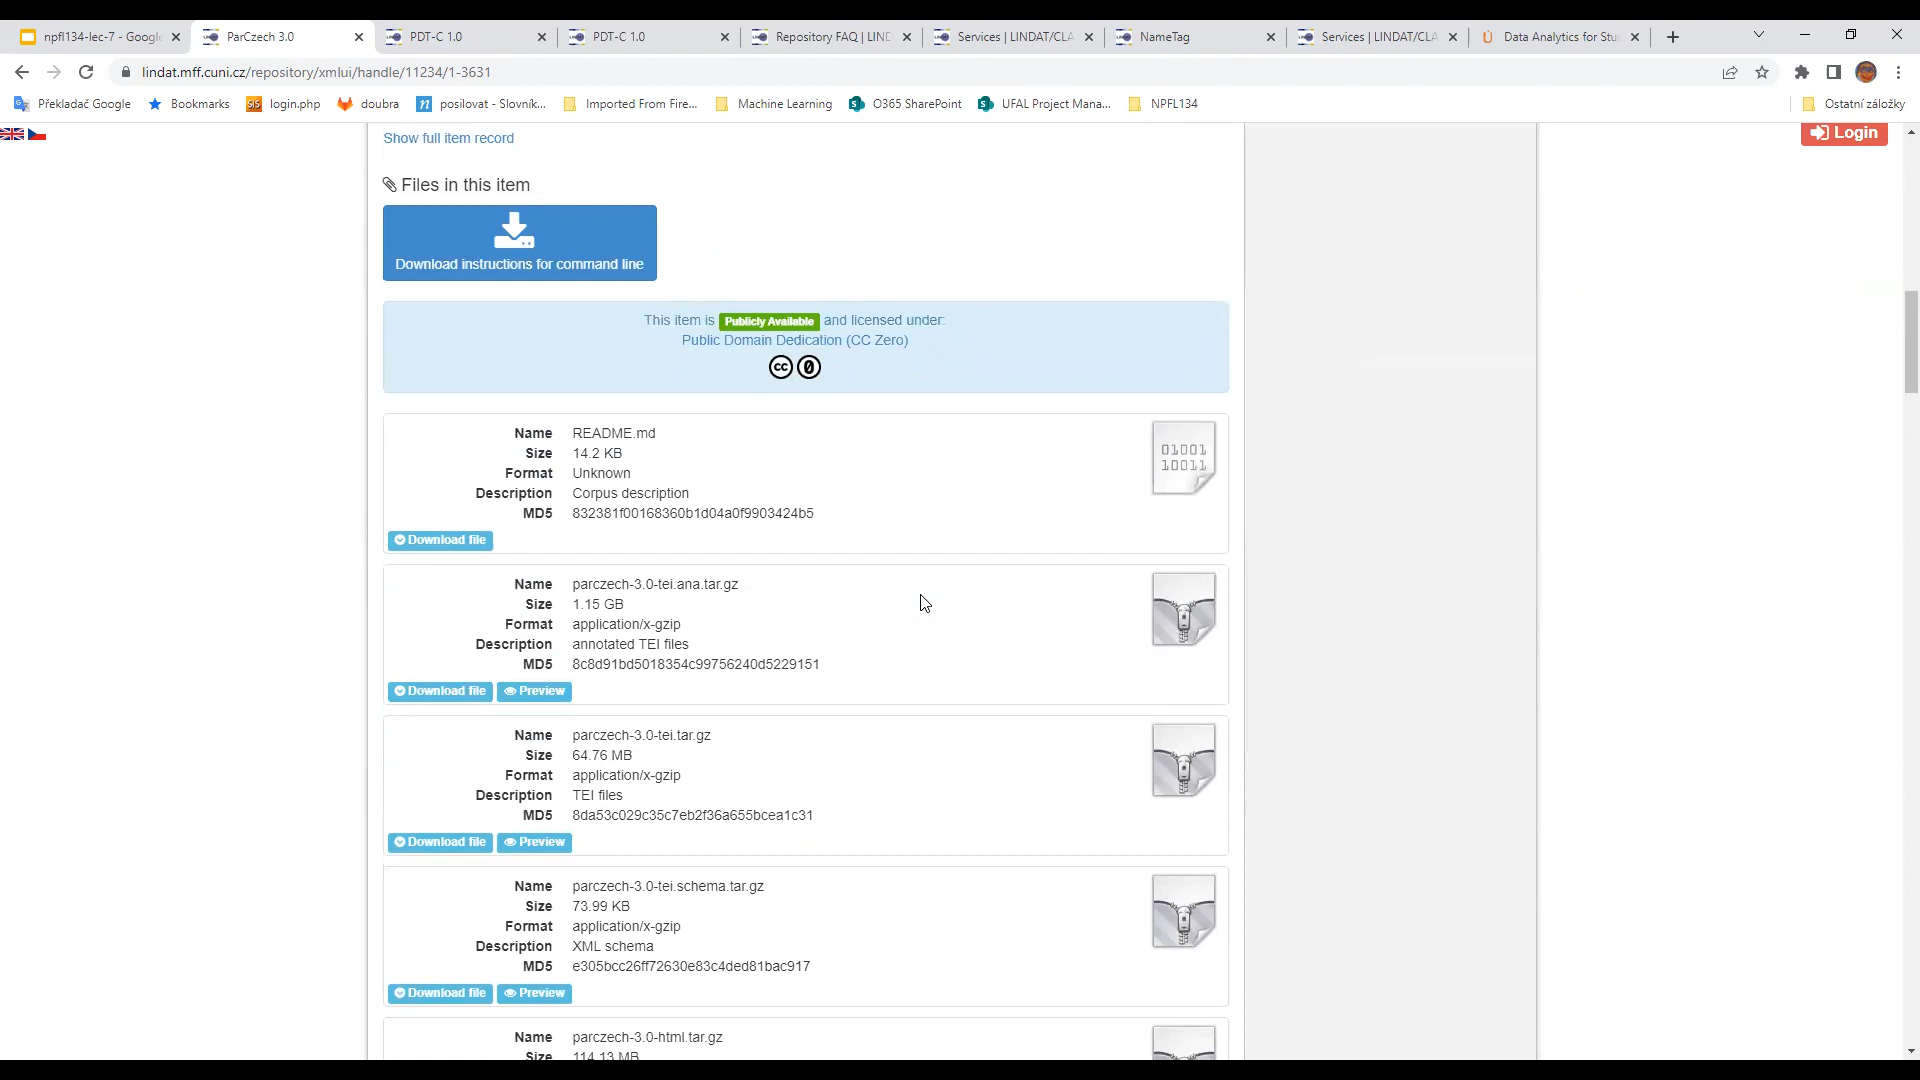 npfl134-lec-7 - Google
ParCzech 3.0
PDT-C 1.0
PDT-C 1.0
Repository FAQ | LIND
Services | LINDAT/CLA
NameTag
Services | LINDAT/CLA
Data Analytics for Stu
lindat.mff.cuni.cz/repository/xmlui/handle/11234/1-3631
Překladač Google
Bookmarks
login.php
doubra
posilovat - Slovník...
Imported From Fire...
Machine Learning
O365 SharePoint
UFAL Project Mana...
NPFL134
Ostatní záložky
Login
Show full item record
Files in this item
Download instructions for command line
This item is Publicly Available and licensed under:
Public Domain Dedication (CC Zero)
Name README.md
Size 14.2 KB
Format Unknown
Description Corpus description
MD5 832381f00168360b1d04a0f9903424b5
Download file
Name parczech-3.0-tei.ana.tar.gz
Size 1.15 GB
Format application/x-gzip
Description annotated TEI files
MD5 8c8d91bd5018354c99756240d5229151
Download file Preview
Name parczech-3.0-tei.tar.gz
Size 64.76 MB
Format application/x-gzip
Description TEI files
MD5 8da53c029c35c7eb2f36a655bcea1c31
Download file Preview
Name parczech-3.0-tei.schema.tar.gz
Size 73.99 KB
Format application/x-gzip
Description XML schema
MD5 e305bcc26ff72630e83c4ded81bac917
Download file Preview
Name parczech-3.0-html.tar.gz
Size 114.13 MB